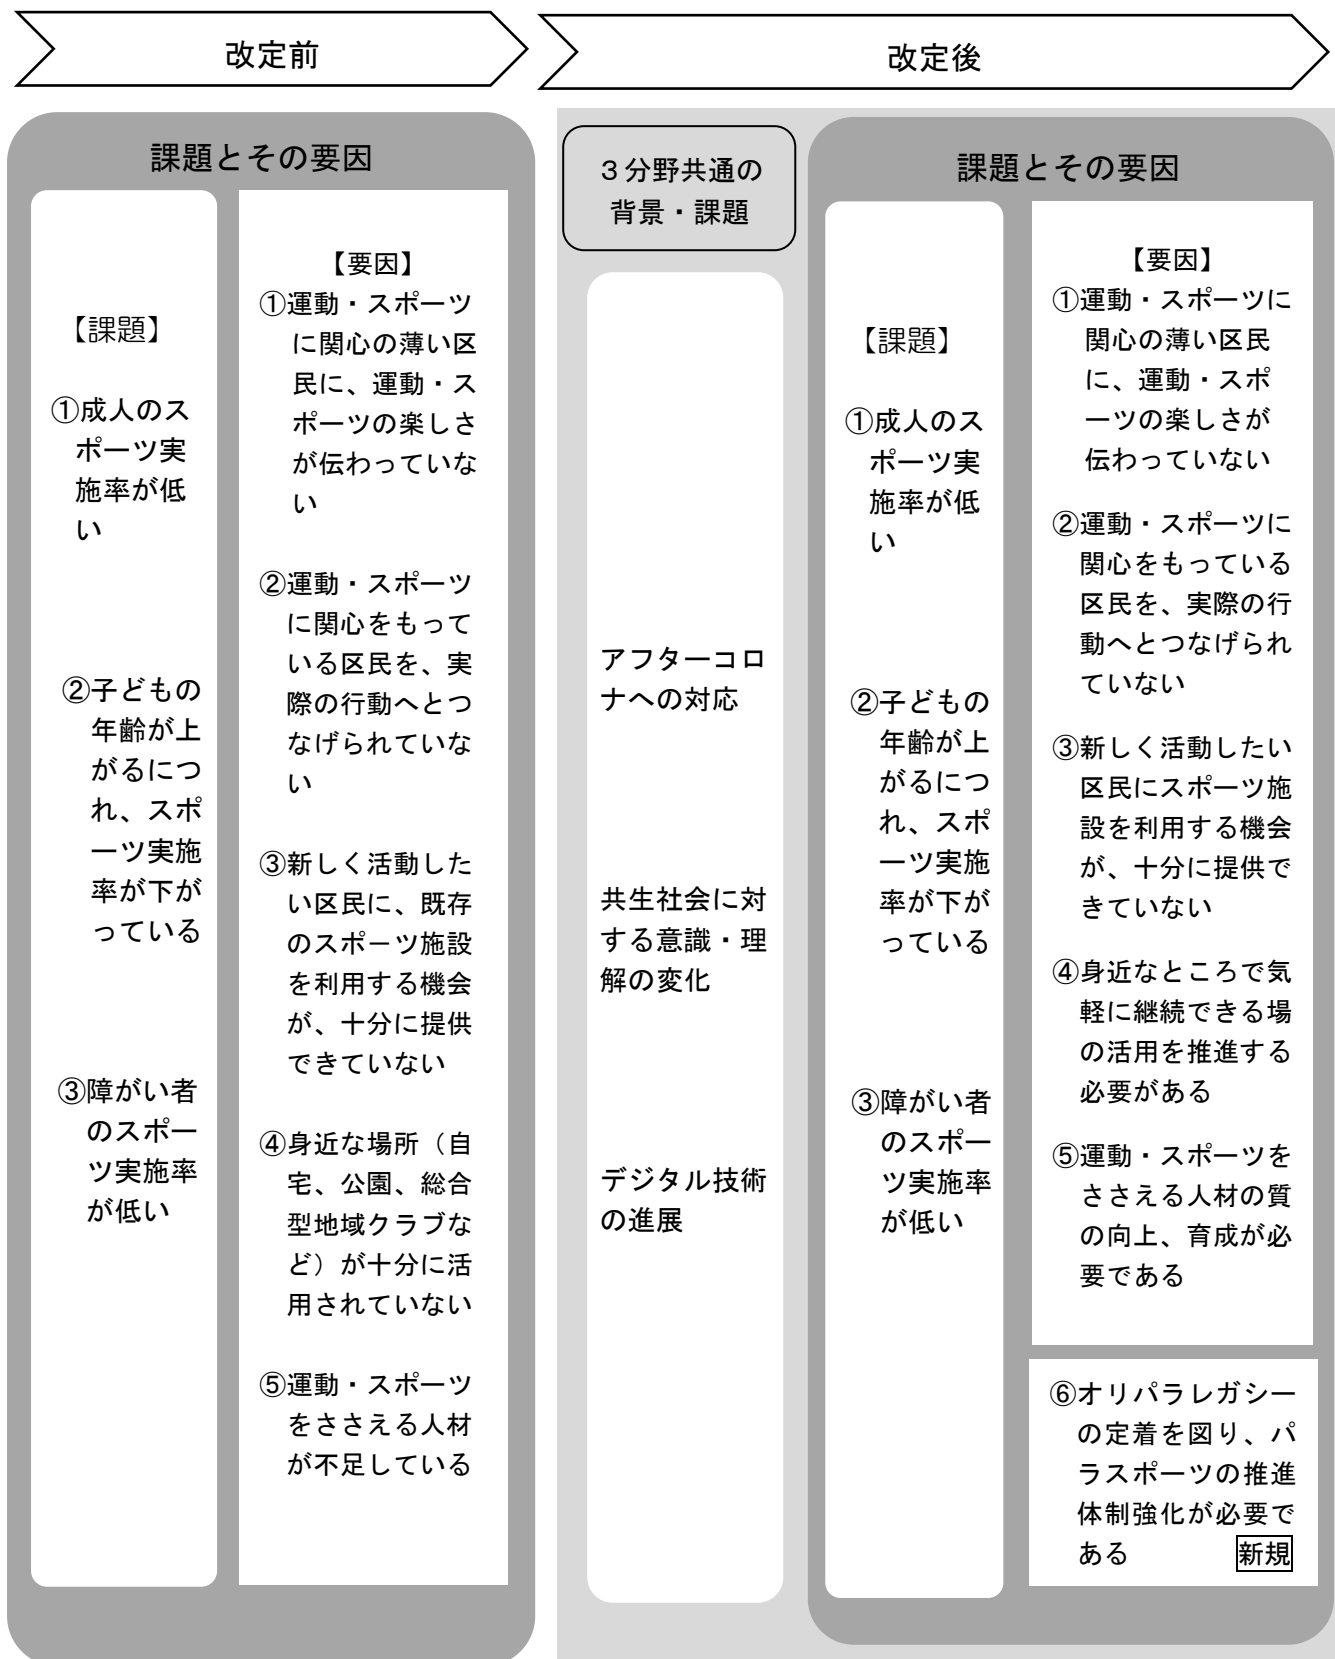 改定前
課題とその要因
【課題】
①成人のス
ポーツ実
施率が低
い
②子どもの
年齢が上
がるにつ
れ、スポ
ーツ実施
率が下が
っている
③障がい者
のスポー
ツ実施率
が低い
【要因】
①運動・スポーツ
に関心の薄い区
民に、運動・ス
ポーツの楽しさ
が伝わっていな
い
②運動・スポーツ
に関心をもって
いる区民を、実
際の行動へとつ
なげられていな
い
③新しく活動した
い区民に、既存
のスポーツ施設
を利用する機会
が、十分に提供
できていない
④身近な場所（自
宅、公園、総合
型地域クラブな
ど）が十分に活
用されていない
⑤運動・スポーツ
をささえる人材
が不足している
改定後
３分野共通の
背景・課題
アフターコロ
ナへの対応
共生社会に対
する意識・理
解の変化
デジタル技術
の進展
課題とその要因
【課題】
①成人のス
ポーツ実
施率が低
い
②子どもの
年齢が上
がるにつ
れ、スポ
ーツ実施
率が下が
っている
③障がい者
のスポー
ツ実施率
が低い
【要因】
①運動・スポーツに
関心の薄い区民
に、運動・スポ
ーツの楽しさが
伝わっていない
②運動・スポーツに
関心をもっている
区民を、実際の行
動へとつなげられ
ていない
③新しく活動したい
区民にスポーツ施
設を利用する機会
が、十分に提供で
きていない
④身近なところで気
軽に継続できる場
の活用を推進する
必要がある
⑤運動・スポーツを
ささえる人材の質
の向上、育成が必
要である
⑥オリパラレガシー
の定着を図り、パ
ラスポーツの推進
体制強化が必要で
ある 新規